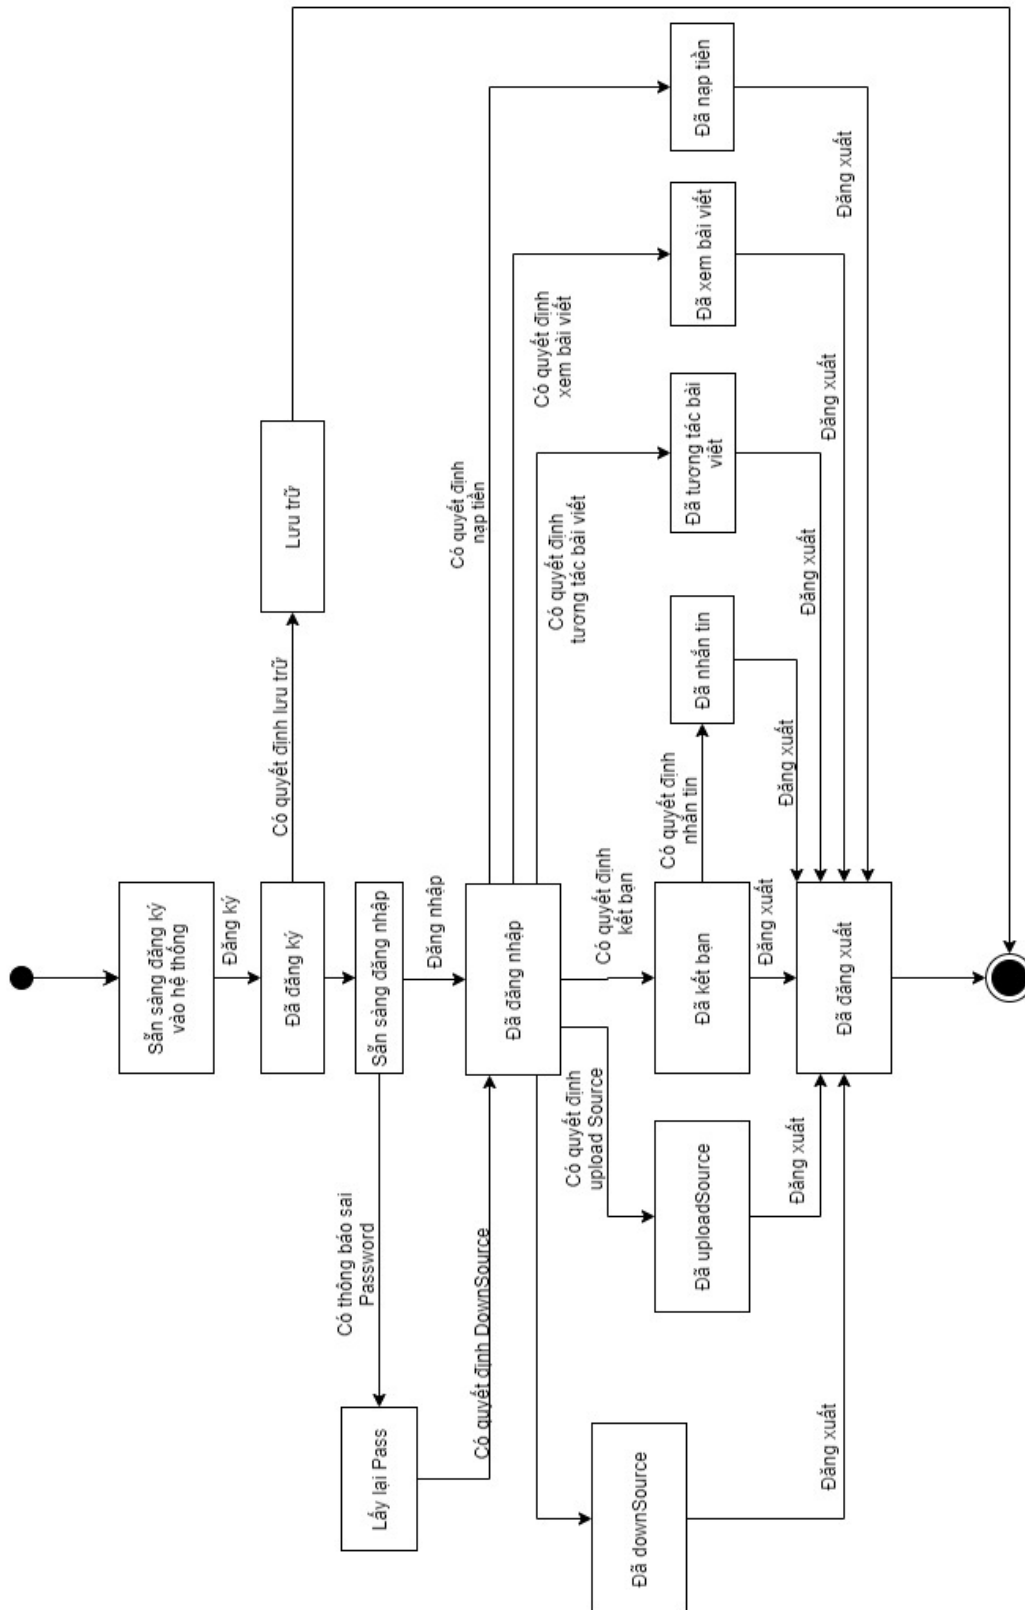 Sẵn sàng đăng ký
vào hệ thống
Đăng ký
Đã đăng ký
Có quyết định lưu trữ
Lưu trữ
Sẵn sàng đăng nhập
Có thông báo sai
Password
Lấy lại Pass
Đăng nhập
Đã đăng nhập
Có quyết định DownSource
Có quyết định
nạp tiền
Có quyết định
xem bài viết
Có quyết định
tương tác bài viết
Có quyết định
kết bạn
Có quyết định
upload Source
Đã nạp tiền
Đã xem bài viết
Đã tương tác bài
viêt
Có quyết định
nhắn tin
Đã nhắn tin
Đã kết bạn
Đã uploadSource
Đã downSource
Đăng xuất
Đăng xuất
Đăng xuất
Đăng xuất
Đăng xuất
Đăng xuất
Đăng xuất
Đã đăng xuất